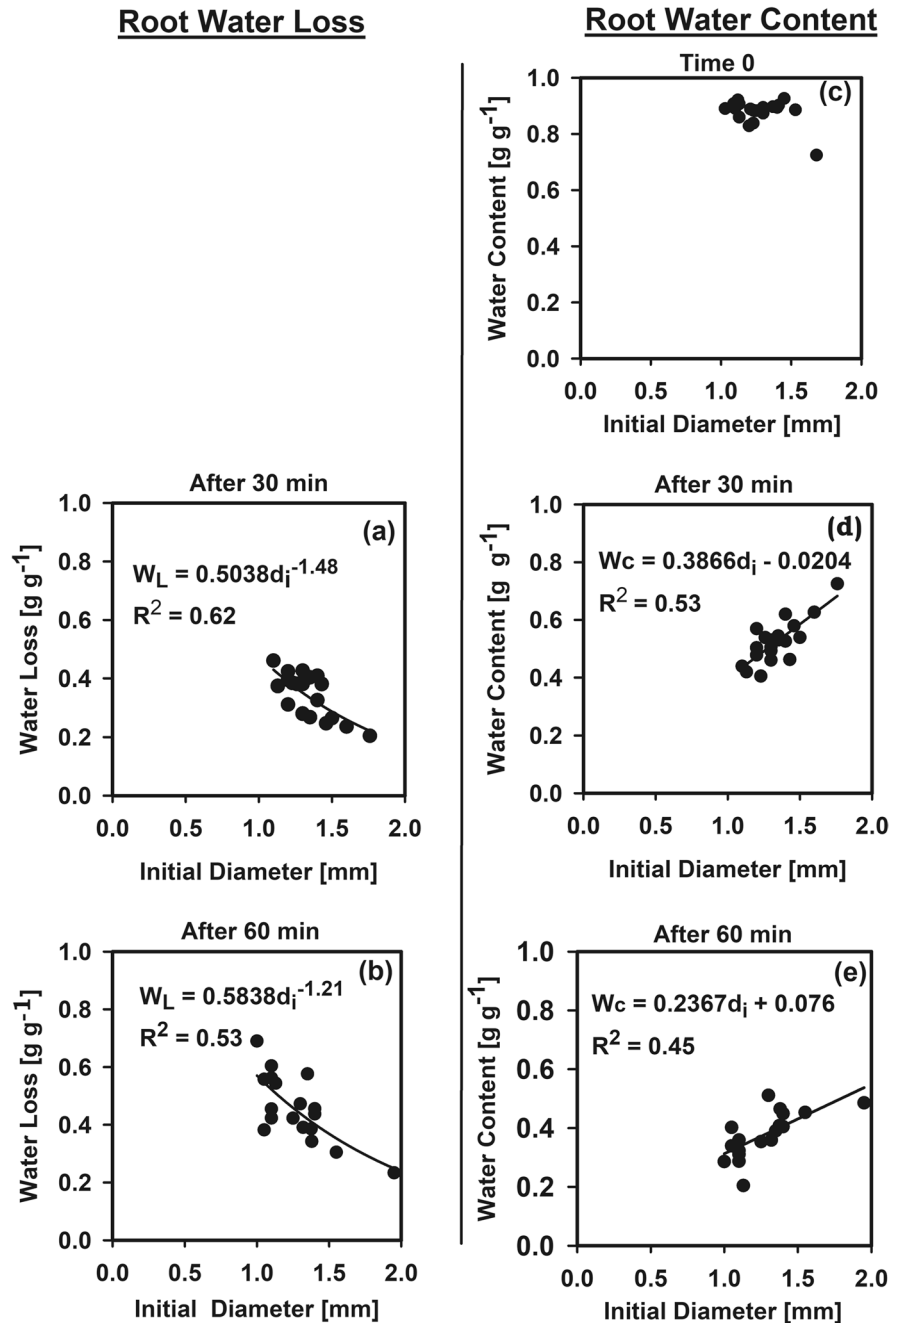 Root Water Loss
Root Water Content
Time 0
(c)
Water Content [g g-1]
1.0
0.8
0.6
0.4
0.2
0.0
0.0 0.5 1.0 1.5 2.0
Initial Diameter [mm]
After 30 min
(a)
WL = 0.5038di-1.48
R2 = 0.62
Water Loss [g g-1]
1.0
0.8
0.6
0.4
0.2
0.0
0.0 0.5 1.0 1.5 2.0
Initial Diameter [mm]
After 30 min
(d)
Wc = 0.3866di - 0.0204
R2 = 0.53
Water Content [g g-1]
1.0
0.8
0.6
0.4
0.2
0.0
0.0 0.5 1.0 1.5 2.0
Initial Diameter [mm]
After 60 min
(b)
WL = 0.5838di-1.21
R2 = 0.53
Water Loss [g g-1]
1.0
0.8
0.6
0.4
0.2
0.0
0.0 0.5 1.0 1.5 2.0
Initial Diameter [mm]
After 60 min
(e)
Wc = 0.2367di + 0.076
R2 = 0.45
Water Content [g g-1]
1.0
0.8
0.6
0.4
0.2
0.0
0.0 0.5 1.0 1.5 2.0
Initial Diameter [mm]